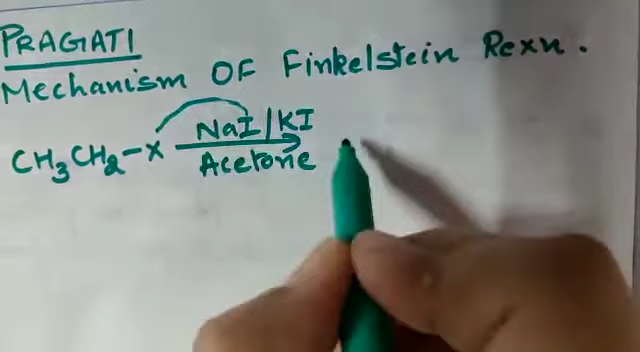 PRAGATI
Mechanism OF Finkelstein Rexn.
NaI/KI
CH3CH2-x
Acetone